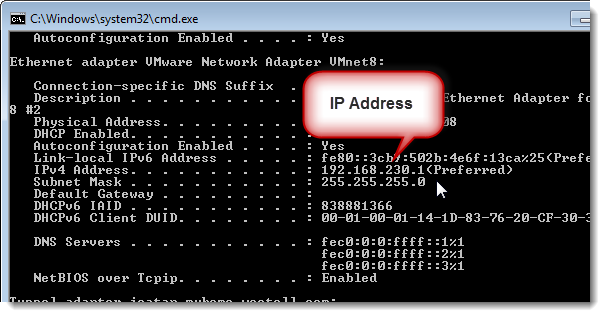 C:\Windows\system32\cmd.exe
Autoconfiguration Enabled . . . . : Yes
Ethernet adapter VMware Network Adapter VMnet8:
Connection-specific DNS Suffix .
Description . . . . . . . . . . . Ethernet Adapter fo
8 #2
Physical Address. . . . . . . . . 08
DHCP Enabled. . . . . . . . . . .
Autoconfiguration Enabled . . . . : Yes
Link-local IPv6 Address . . . . . : fe80::3cb9:502b:4e6f:13ca%25(Prefe
IPv4 Address. . . . . . . . . . . : 192.168.230.1(Preferred)
Subnet Mask . . . . . . . . . . . : 255.255.255.0
Default Gateway . . . . . . . . . :
DHCPv6 IAID . . . . . . . . . . . : 838881366
DHCPv6 Client DUID. . . . . . . . : 00-01-00-01-14-1D-83-76-20-CF-30-3
DNS Servers . . . . . . . . . . . : fec0:0:0:ffff::1%1
fec0:0:0:ffff::2%1
fec0:0:0:ffff::3%1
NetBIOS over Tcpip. . . . . . . . : Enabled
IP Address